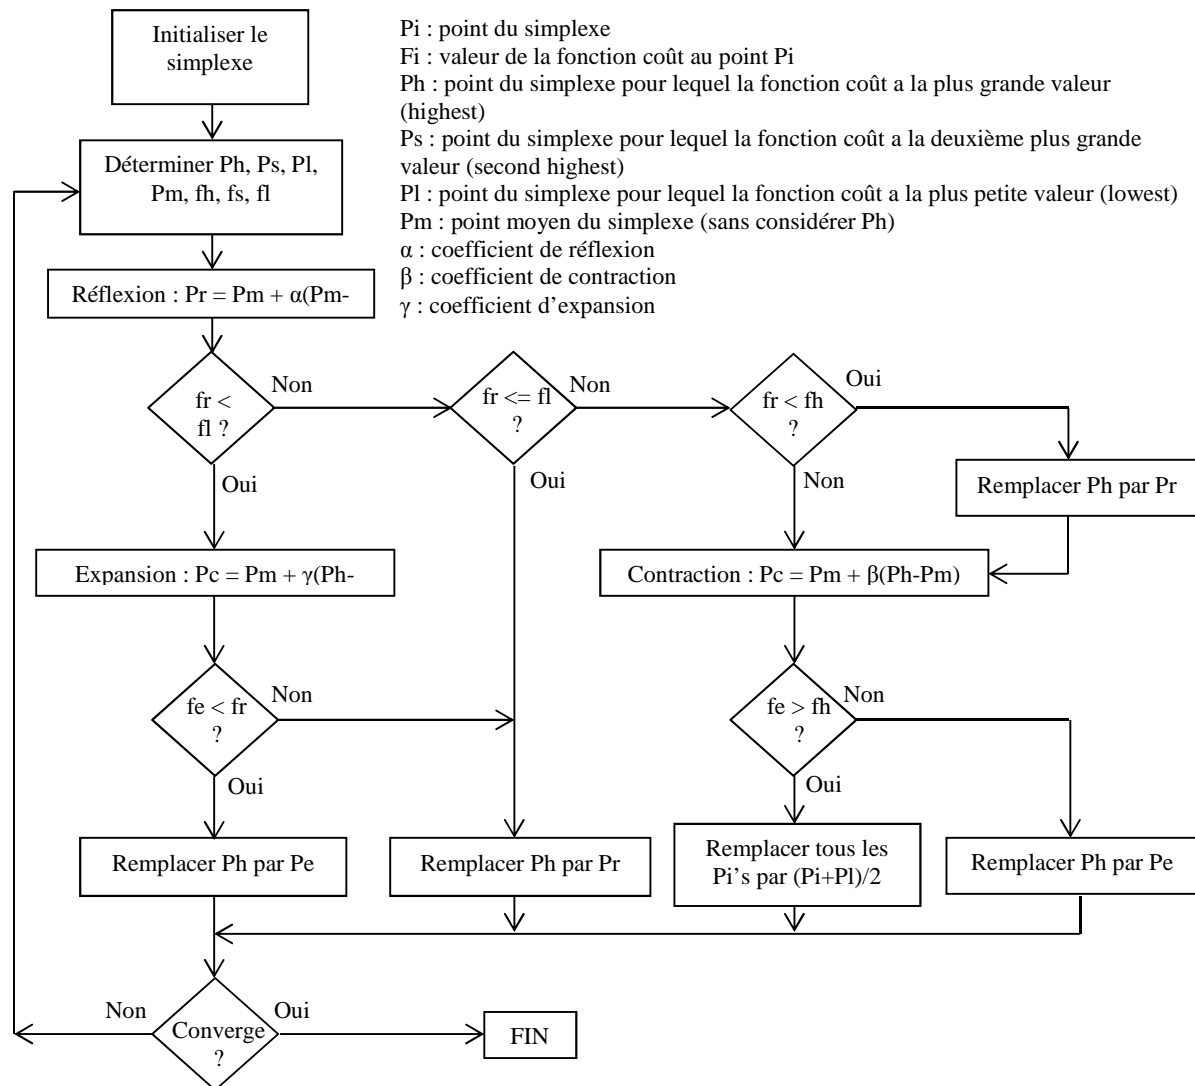 Initialiser le
simplexe
Pi : point du simplexe
Fi : valeur de la fonction coût au point Pi
Ph : point du simplexe pour lequel la fonction coût a la plus grande valeur
(highest)
Ps : point du simplexe pour lequel la fonction coût a la deuxième plus grande
valeur (second highest)
Pl : point du simplexe pour lequel la fonction coût a la plus petite valeur (lowest)
Pm : point moyen du simplexe (sans considérer Ph)
α : coefficient de réflexion
β : coefficient de contraction
γ : coefficient d'expansion
Déterminer Ph, Ps, Pl,
Pm, fh, fs, fl
Réflexion : Pr = Pm + α(Pm-
fr <
fl ?
Non
Oui
fr <= fl
?
Non
Oui
fr < fh
?
Oui
Non
Remplacer Ph par Pr
Expansion : Pc = Pm + γ(Ph-
Contraction : Pc = Pm + β(Ph-Pm)
fe < fr
?
Non
Oui
fe > fh
?
Non
Oui
Remplacer Ph par Pe
Remplacer Ph par Pr
Remplacer tous les
Pi's par (Pi+Pl)/2
Remplacer Ph par Pe
Non
Converge
?
Oui
FIN